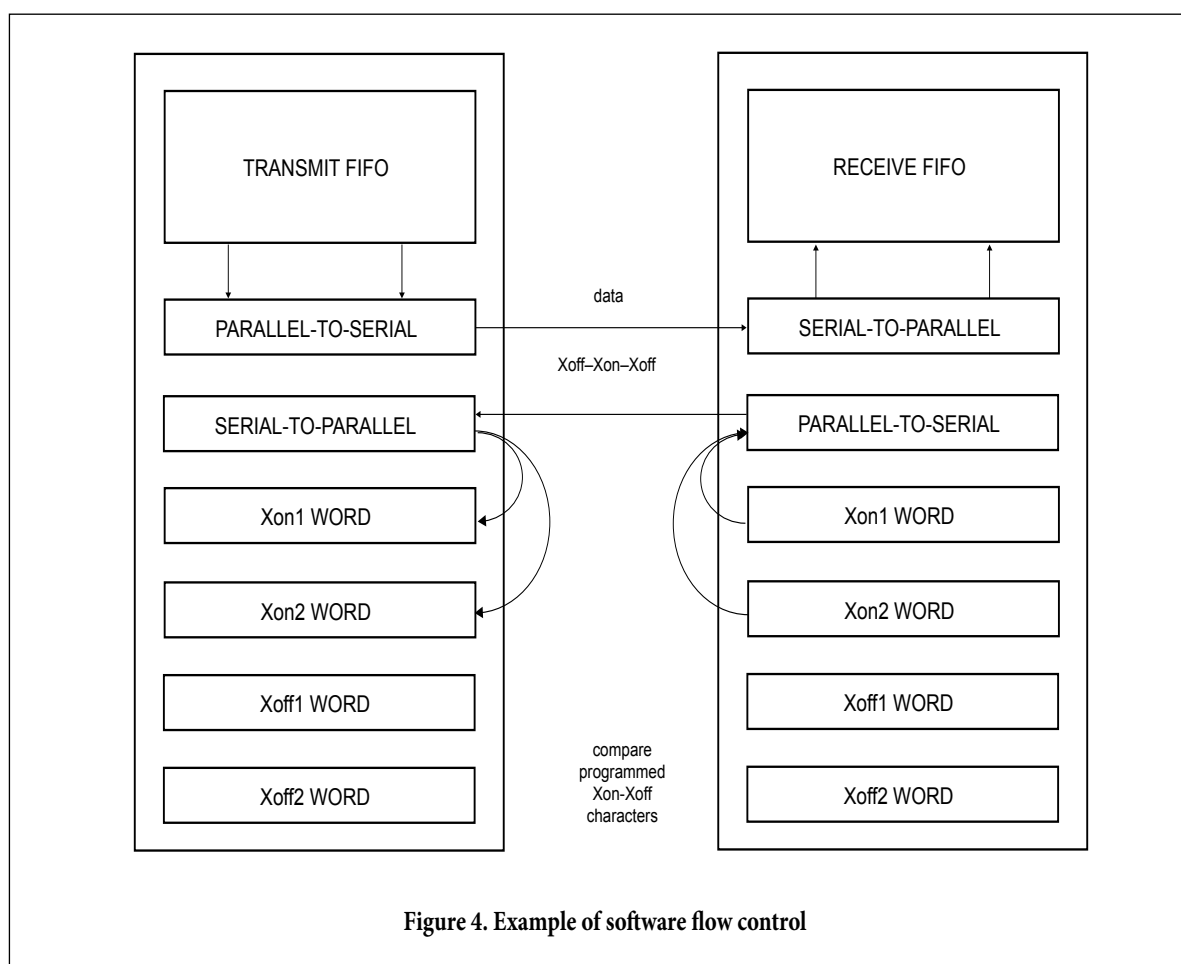 TRANSMIT FIFO
RECEIVE FIFO
data
PARALLEL-TO-SERIAL
SERIAL-TO-PARALLEL
Xoff–Xon–Xoff
SERIAL-TO-PARALLEL
PARALLEL-TO-SERIAL
Xon1 WORD
Xon1 WORD
Xon2 WORD
Xon2 WORD
Xoff1 WORD
Xoff1 WORD
compare
programmed
Xon-Xoff
characters
Xoff2 WORD
Xoff2 WORD
Figure 4. Example of software flow control